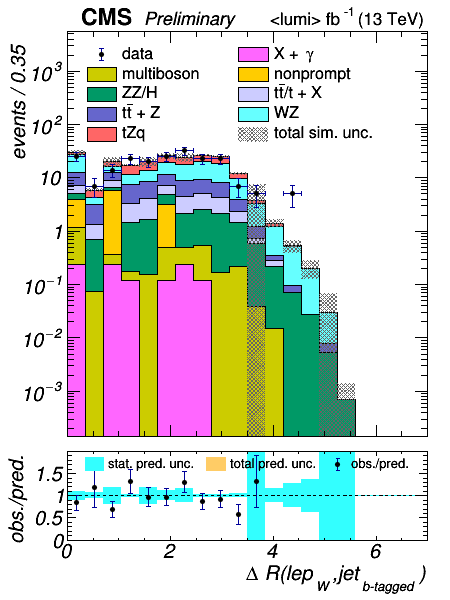 CMS Preliminary <lumi> fb⁻¹ (13 TeV)
events / 0.35
10³
10²
10
1
10⁻¹
10⁻²
10⁻³
data
X + γ
multiboson
nonprompt
ZZ/H
tt̄/t + X
tt̄ + Z
WZ
tZq
total sim. unc.
obs./pred.
1.5
1
0.5
0
stat. pred. unc.
total pred. unc.
obs./pred.
0 2 4 6
Δ R(lep_W,jet_b-tagged)